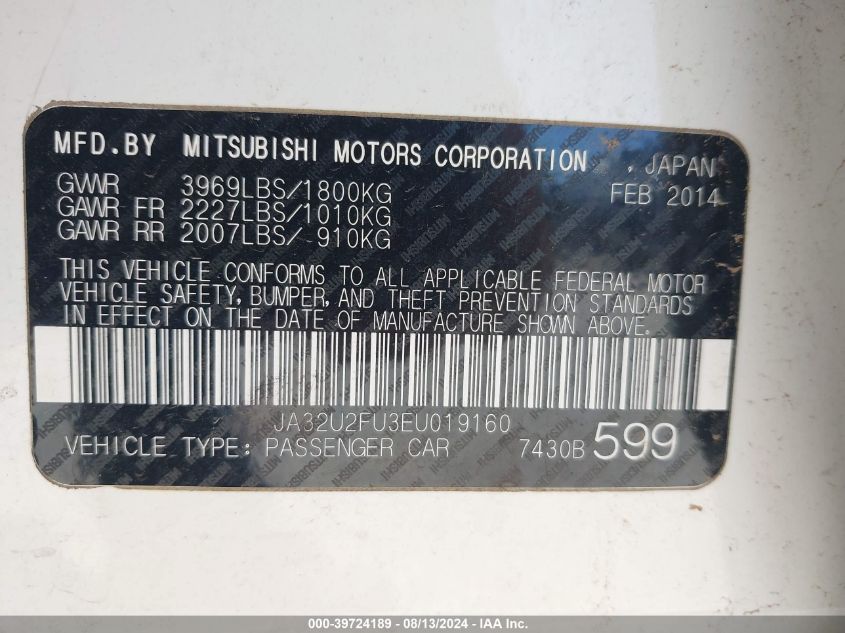 MFD.BY MITSUBISHI MOTORS CORPORATION , JAPAN
GVWR 3969LBS/1800KG FEB 2014
GAWR FR 2227LBS/1010KG
GAWR RR 2007LBS/ 910KG
THIS VEHICLE CONFORMS TO ALL APPLICABLE FEDERAL MOTOR
VEHICLE SAFETY, BUMPER, AND THEFT PREVENTION STANDARDS
IN EFFECT ON THE DATE OF MANUFACTURE SHOWN ABOVE.
JA32U2FU3EU019160
VEHICLE TYPE: PASSENGER CAR 7430B 599
000-39724189 - 08/13/2024 - IAA Inc.